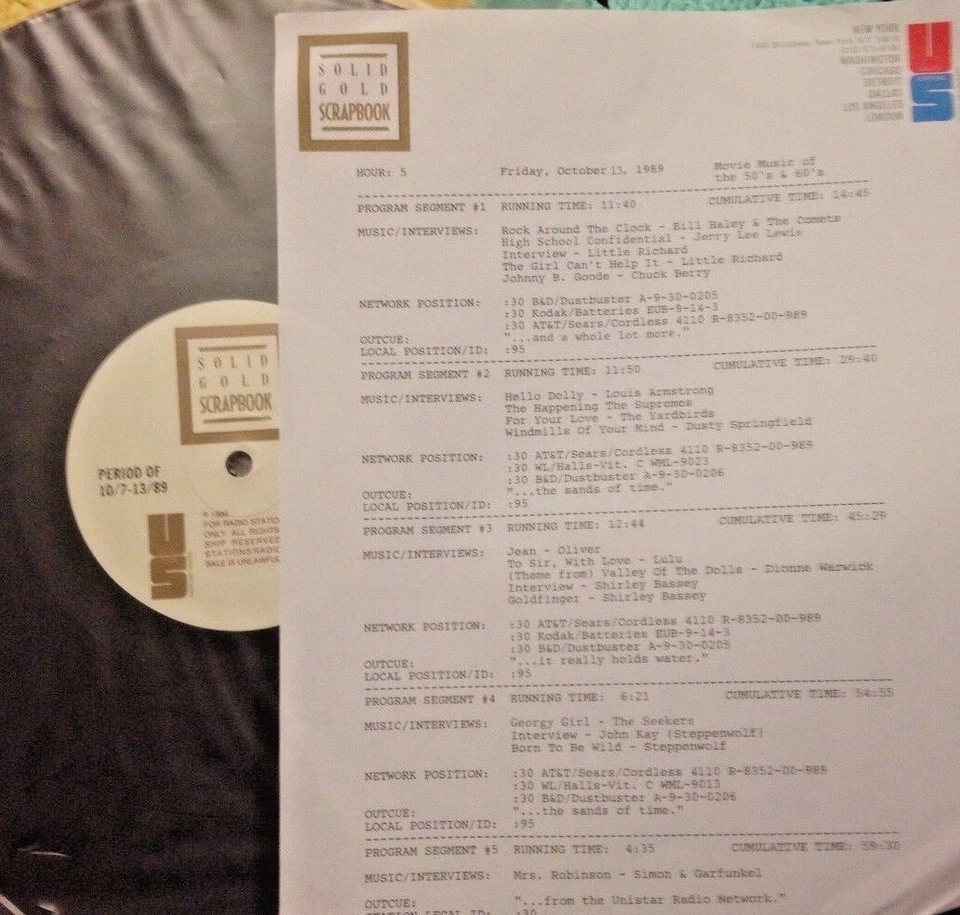 SOLID
GOLD
SCRAPBOOK
NEW YORK
WASHINGTON
CHICAGO
DETROIT
DALLAS
LOS ANGELES
LONDON
US
HOUR: 5 Friday, October 13, 1989 Movie Music of
the 50's & 60's
PROGRAM SEGMENT #1 RUNNING TIME: 11:40 CUMULATIVE TIME: 14:45
MUSIC/INTERVIEWS: Rock Around The Clock - Bill Haley & The Comets
High School Confidential - Jerry Lee Lewis
Interview - Little Richard
The Girl Can't Help It - Little Richard
Johnny B. Goode - Chuck Berry
NETWORK POSITION: :30 B&D/Dustbuster A-9-30-0205
:30 Kodak/Batteries EUB-9-14-3
:30 AT&T/Sears/Cordless 4110 R-8352-00-989
OUTCUE: "...and a whole lot more."
LOCAL POSITION/ID: :95
PROGRAM SEGMENT #2 RUNNING TIME: 11:50 CUMULATIVE TIME: 29:40
MUSIC/INTERVIEWS: Hello Dolly - Louis Armstrong
The Happening The Supremes
For Your Love - The Yardbirds
Windmills Of Your Mind - Dusty Springfield
NETWORK POSITION: :30 AT&T/Sears/Cordless 4110 R-8352-00-989
:30 WL/Halls-Vit. C WML-9023
:30 B&D/Dustbuster A-9-30-0206
OUTCUE: "...the sands of time."
LOCAL POSITION/ID: :95
PROGRAM SEGMENT #3 RUNNING TIME: 12:44 CUMULATIVE TIME: 45:29
MUSIC/INTERVIEWS: Jean - Oliver
To Sir, With Love - Lulu
(Theme from) Valley Of The Dolls - Dionne Warwick
Interview - Shirley Bassey
Goldfinger - Shirley Bassey
NETWORK POSITION: :30 AT&T/Sears/Cordless 4110 R-8352-00-989
:30 Kodak/Batteries EUB-9-14-3
:30 B&D/Dustbuster A-9-30-0205
OUTCUE: "...it really holds water."
LOCAL POSITION/ID: :95
PROGRAM SEGMENT #4 RUNNING TIME: 6:21 CUMULATIVE TIME: 54:55
MUSIC/INTERVIEWS: Georgy Girl - The Seekers
Interview - John Kay (Steppenwolf)
Born To Be Wild - Steppenwolf
NETWORK POSITION: :30 AT&T/Sears/Cordless 4110 R-8352-00-989
:30 WL/Halls-Vit. C WML-9013
:30 B&D/Dustbuster A-9-30-0206
OUTCUE: "...the sands of time."
LOCAL POSITION/ID: :95
PROGRAM SEGMENT #5 RUNNING TIME: 4:35 CUMULATIVE TIME: 59:30
MUSIC/INTERVIEWS: Mrs. Robinson - Simon & Garfunkel
OUTCUE: "...from the Unistar Radio Network."
:30
SOLID
GOLD
SCRAPBOOK
PERIOD OF
10/7-13/89
US
FOR RADIO STATIO
ONLY. ALL RIGHTS
SHIP RESERVED
STATIONS/RADIO
SALE IS UNLAWFUL